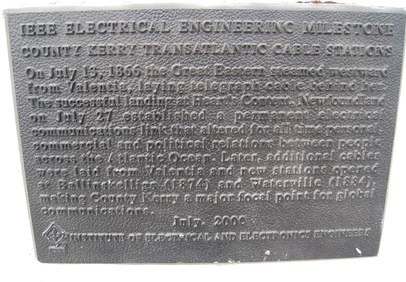 IEEE ELECTRICAL ENGINEERING MILESTONE
COUNTY KERRY TRANSATLANTIC CABLE STATIONS
On July 13, 1866 the Great Eastern steamed westward
from Valentia, laying telegraph cable behind her.
The successful landing at Heart's Content, Newfoundland
on July 27 established a permanent electrical
communications link that altered for all time personal,
commercial and political relations between people
across the Atlantic Ocean. Later, additional cables
were laid from Valentia and new stations opened
at Ballinskelligs (1874) and Waterville (1884),
making County Kerry a major focal point for global
communications.
July, 2000
INSTITUTE OF ELECTRICAL AND ELECTRONICS ENGINEERS